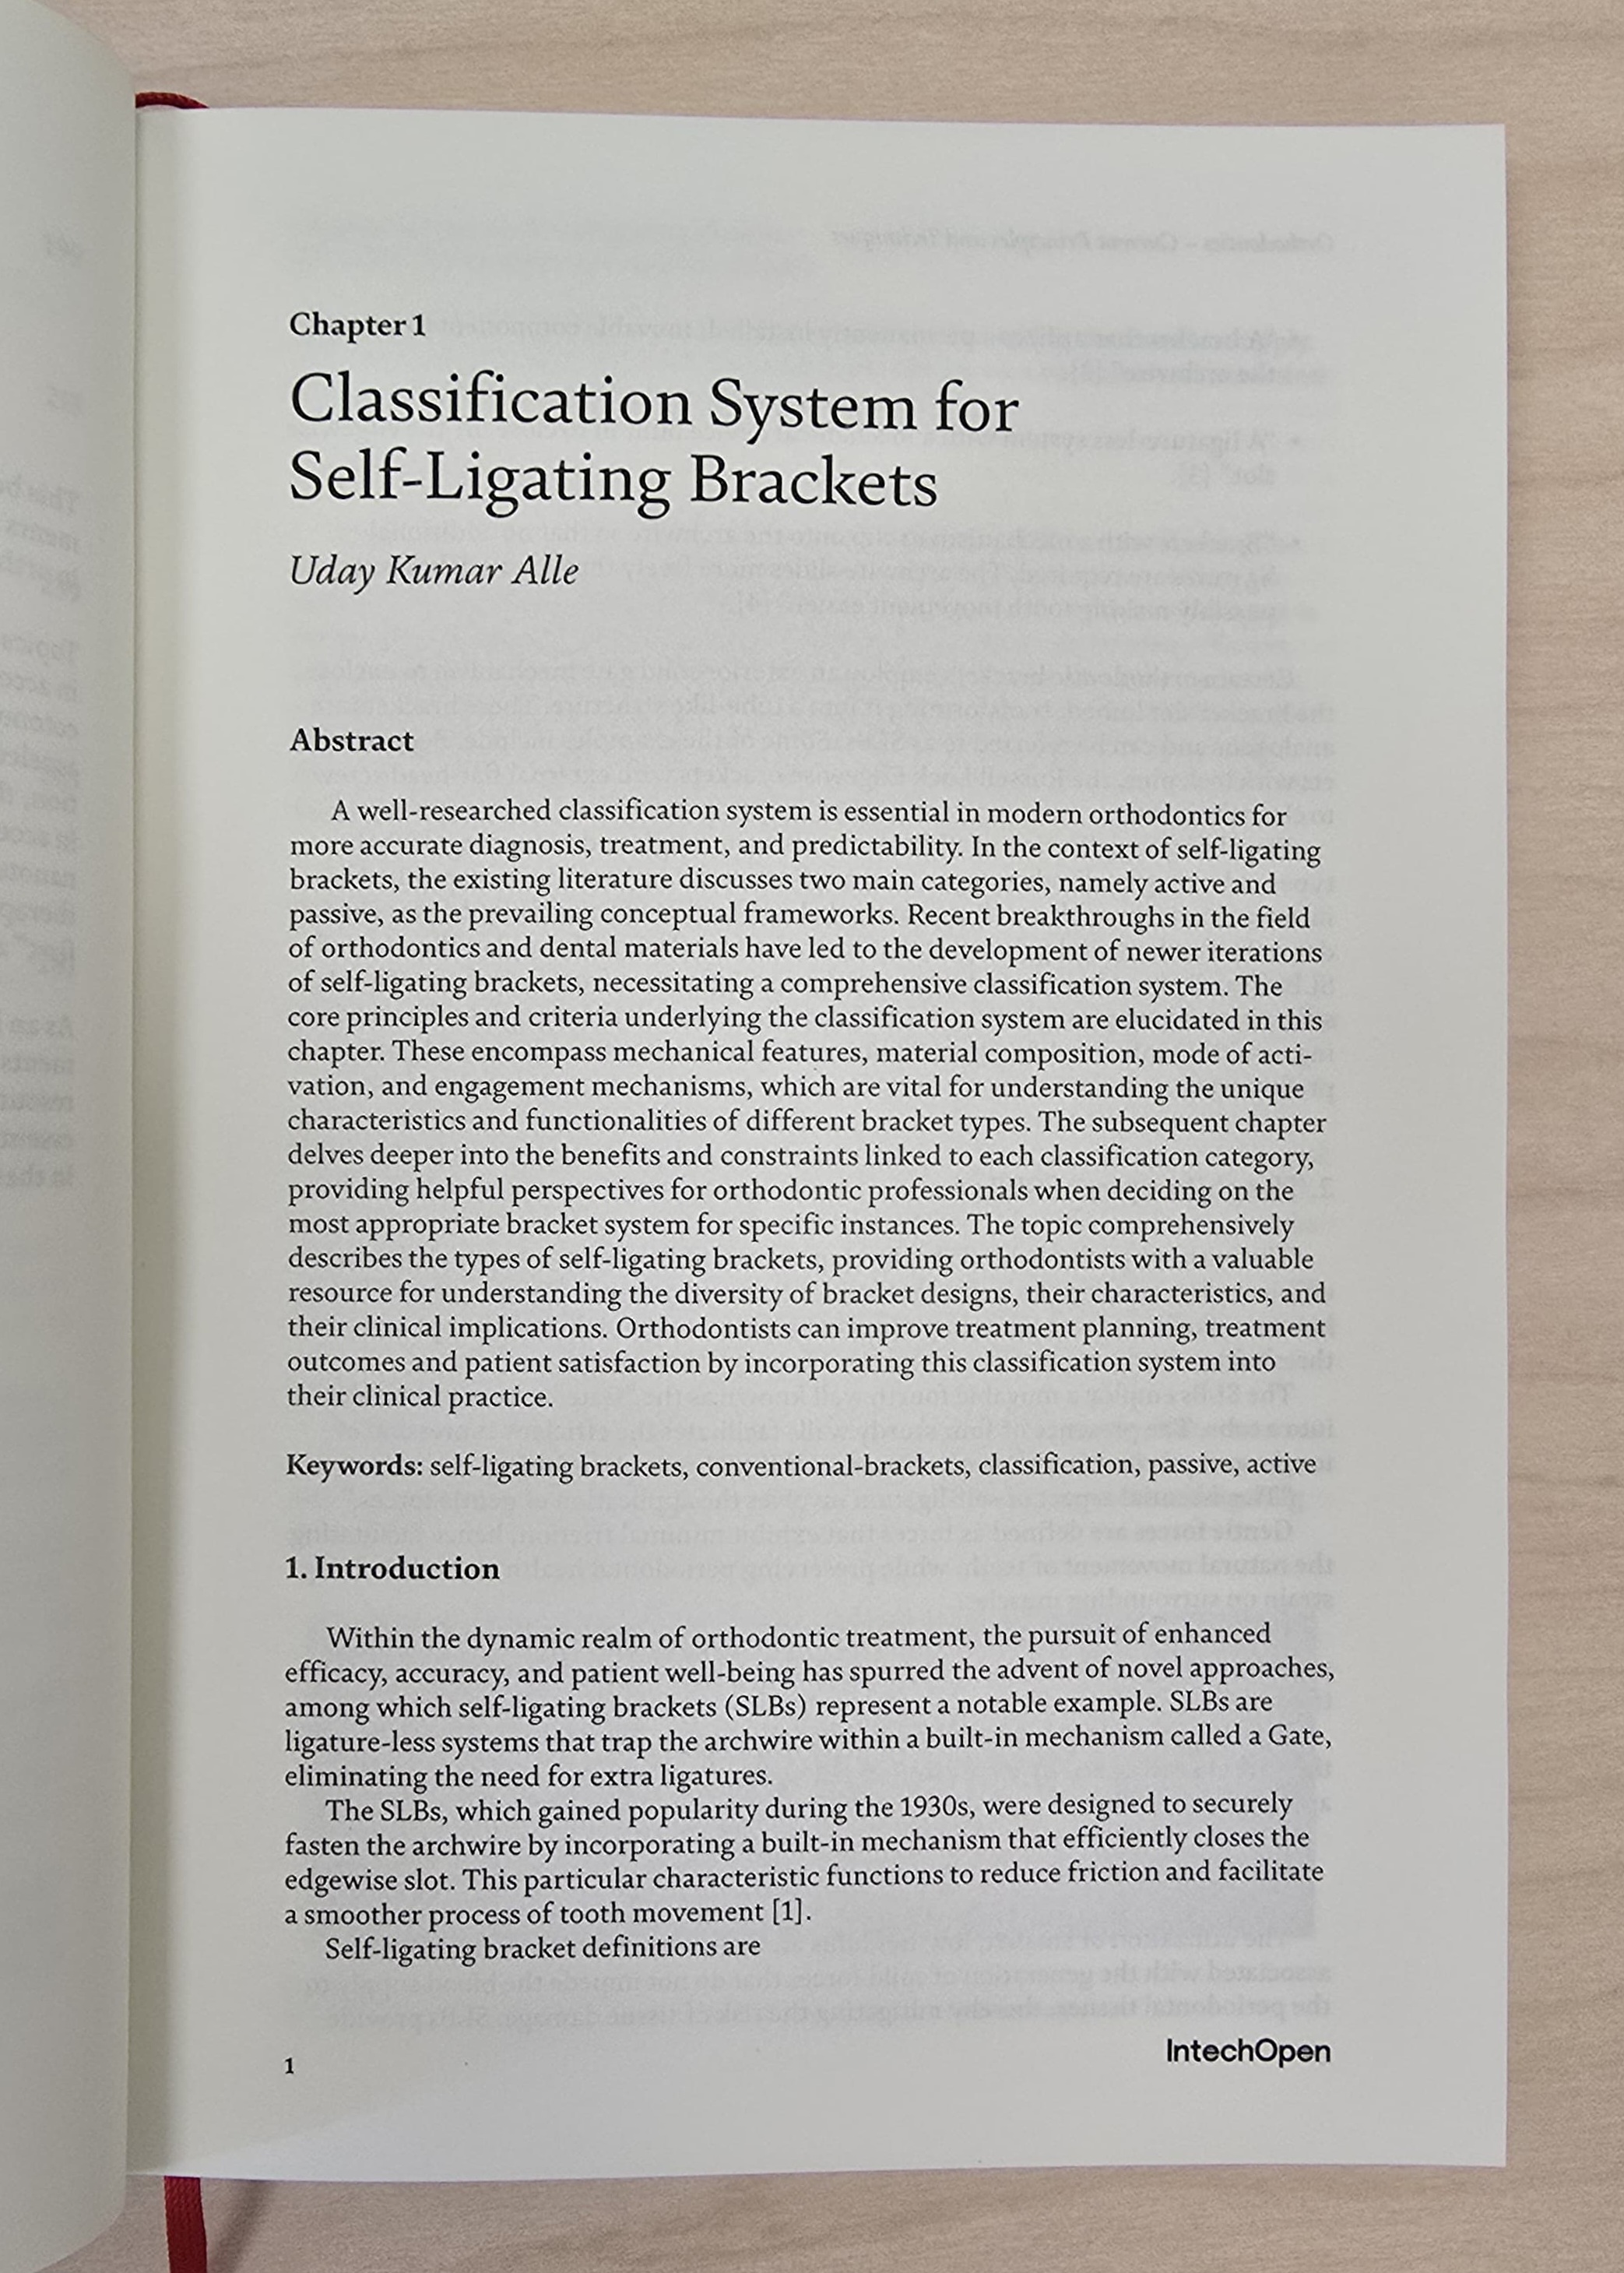 Chapter 1
Classification System for
Self-Ligating Brackets
Uday Kumar Alle
Abstract
A well-researched classification system is essential in modern orthodontics for
more accurate diagnosis, treatment, and predictability. In the context of self-ligating
brackets, the existing literature discusses two main categories, namely active and
passive, as the prevailing conceptual frameworks. Recent breakthroughs in the field
of orthodontics and dental materials have led to the development of newer iterations
of self-ligating brackets, necessitating a comprehensive classification system. The
core principles and criteria underlying the classification system are elucidated in this
chapter. These encompass mechanical features, material composition, mode of acti-
vation, and engagement mechanisms, which are vital for understanding the unique
characteristics and functionalities of different bracket types. The subsequent chapter
delves deeper into the benefits and constraints linked to each classification category,
providing helpful perspectives for orthodontic professionals when deciding on the
most appropriate bracket system for specific instances. The topic comprehensively
describes the types of self-ligating brackets, providing orthodontists with a valuable
resource for understanding the diversity of bracket designs, their characteristics, and
their clinical implications. Orthodontists can improve treatment planning, treatment
outcomes and patient satisfaction by incorporating this classification system into
their clinical practice.
Keywords: self-ligating brackets, conventional-brackets, classification, passive, active
1. Introduction
Within the dynamic realm of orthodontic treatment, the pursuit of enhanced
efficacy, accuracy, and patient well-being has spurred the advent of novel approaches,
among which self-ligating brackets (SLBs) represent a notable example. SLBs are
ligature-less systems that trap the archwire within a built-in mechanism called a Gate,
eliminating the need for extra ligatures.
The SLBs, which gained popularity during the 1930s, were designed to securely
fasten the archwire by incorporating a built-in mechanism that efficiently closes the
edgewise slot. This particular characteristic functions to reduce friction and facilitate
a smoother process of tooth movement [1].
Self-ligating bracket definitions are
1
IntechOpen